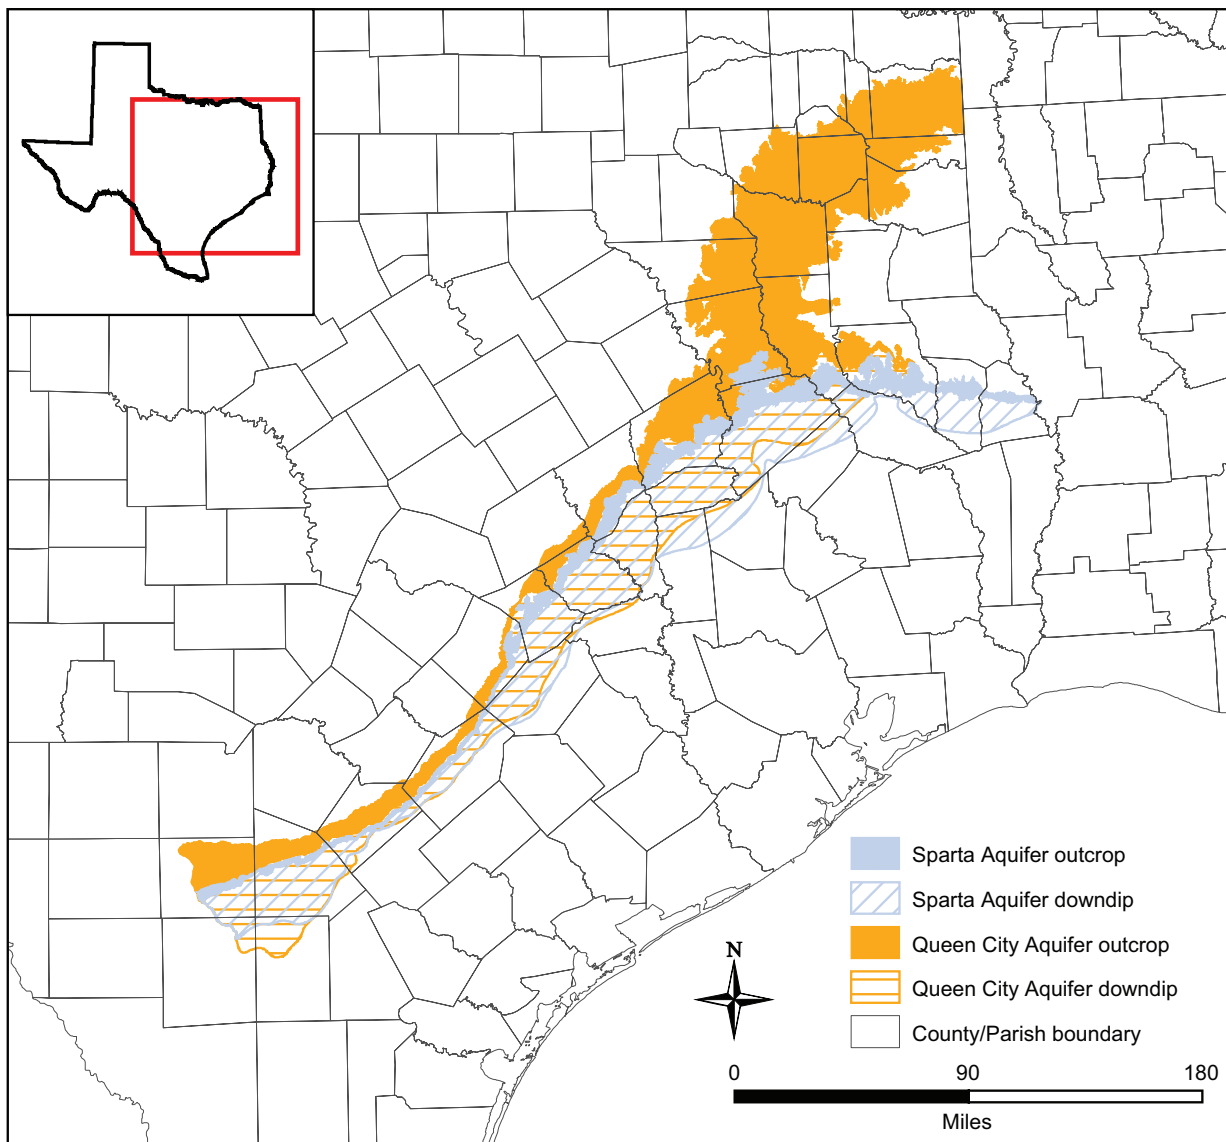 Sparta Aquifer outcrop
Sparta Aquifer downdip
Queen City Aquifer outcrop
Queen City Aquifer downdip
County/Parish boundary
N
0 90 180
Miles